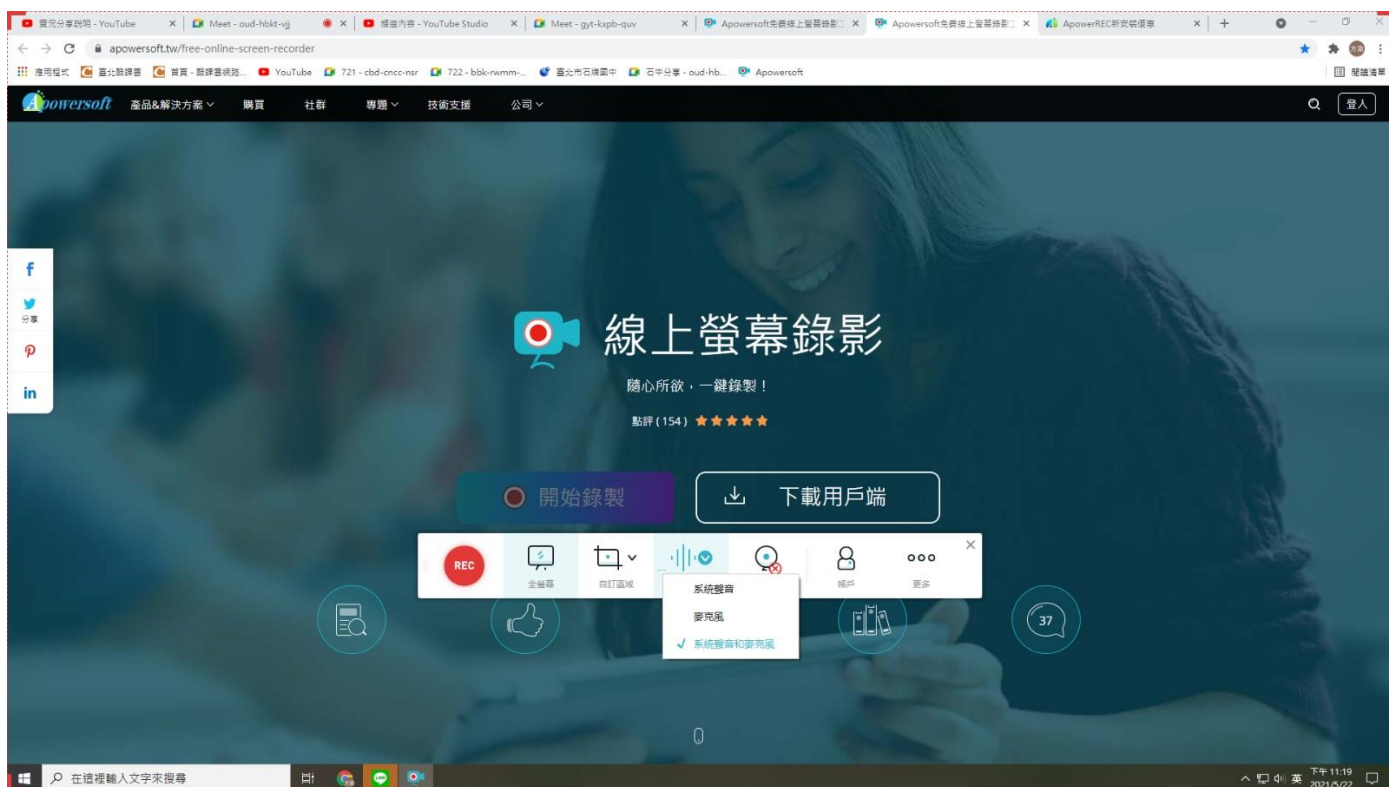 實況分享說明 - YouTube
Meet - oud-hbkt-vjj
頻道內容 - YouTube Studio
Meet - gyt-kxpb-quv
Apowersoft免費線上螢幕錄影
Apowersoft免費線上螢幕錄影
ApowerREC新安裝優惠
apowersoft.tw/free-online-screen-recorder
應用程式
臺北酷課雲
首頁 - 酷課雲網路...
YouTube
721 - cbd-cncc-nsr
722 - bbk-rwmm-...
臺北市石牌國中
石中分享 - oud-hb...
Apowersoft
閱讀清單
Apowersoft
產品&解決方案
購買
社群
專題
技術支援
公司
登入
f
分享
in
線上螢幕錄影
隨心所欲，一鍵錄製！
點評 ( 154 )
開始錄製
下載用戶端
REC
全螢幕
自訂區域
帳戶
更多
系統聲音
麥克風
系統聲音和麥克風
37
在這裡輸入文字來搜尋
英
下午 11:19
2021/5/22